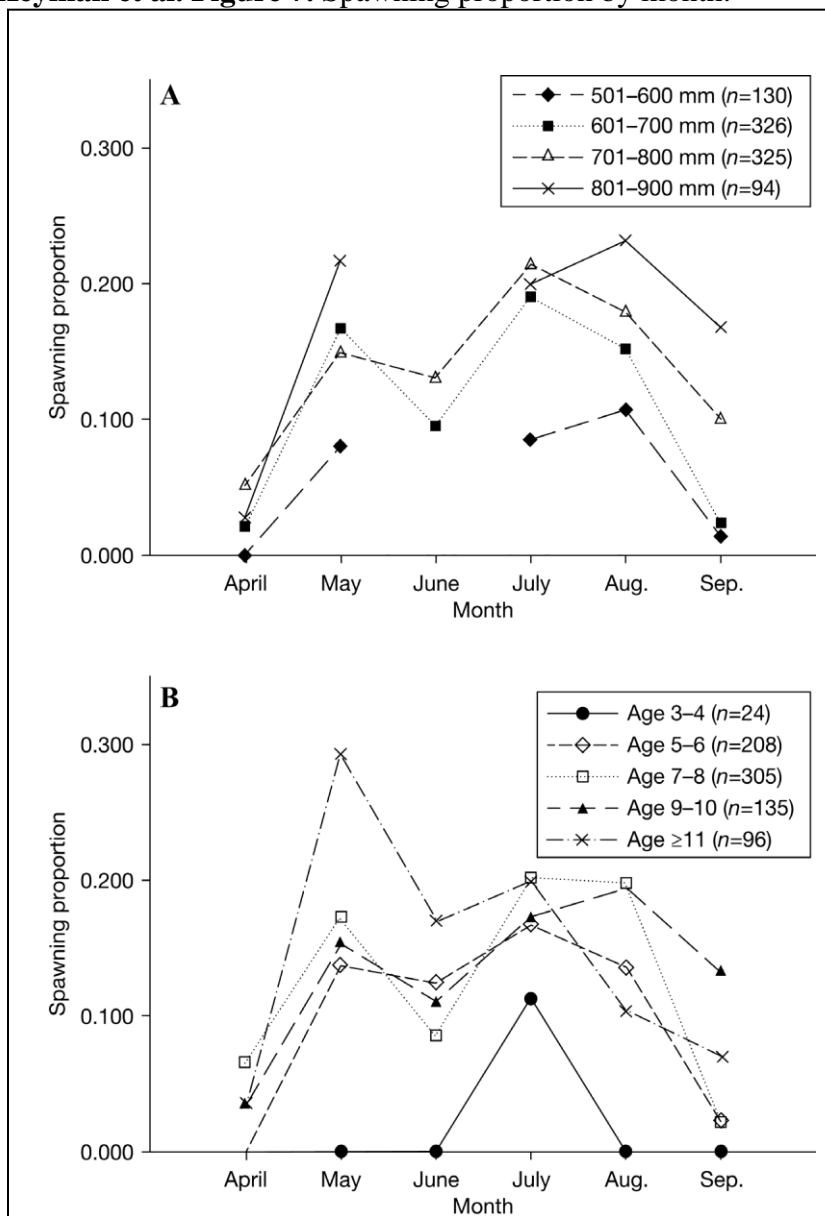 Figure 7. Spawning proportion by month.
A
501–600 mm (n=130)
601–700 mm (n=326)
701–800 mm (n=325)
801–900 mm (n=94)
Spawning proportion
0.300
0.200
0.100
0.000
April May June July Aug. Sep.
Month
B
Age 3–4 (n=24)
Age 5–6 (n=208)
Age 7–8 (n=305)
Age 9–10 (n=135)
Age ≥11 (n=96)
Spawning proportion
0.300
0.200
0.100
0.000
April May June July Aug. Sep.
Month